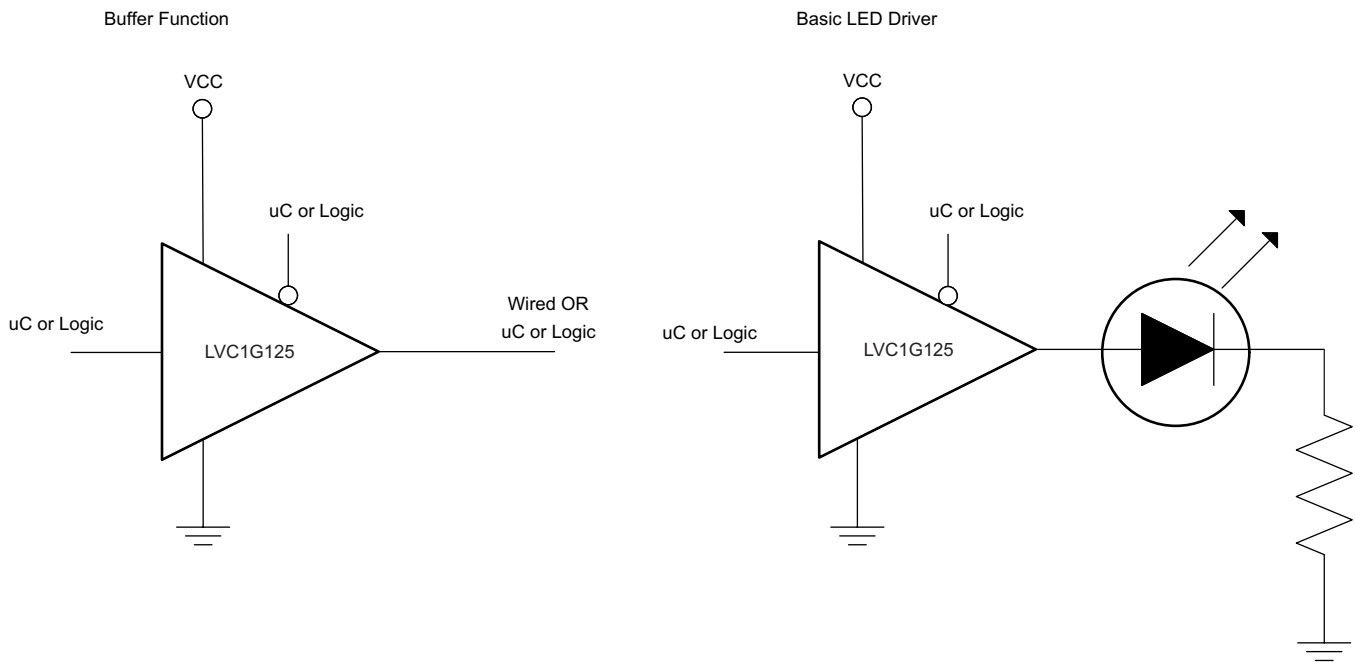 Buffer Function
VCC
uC or Logic
uC or Logic
LVC1G125
Wired OR
uC or Logic
Basic LED Driver
VCC
uC or Logic
uC or Logic
LVC1G125